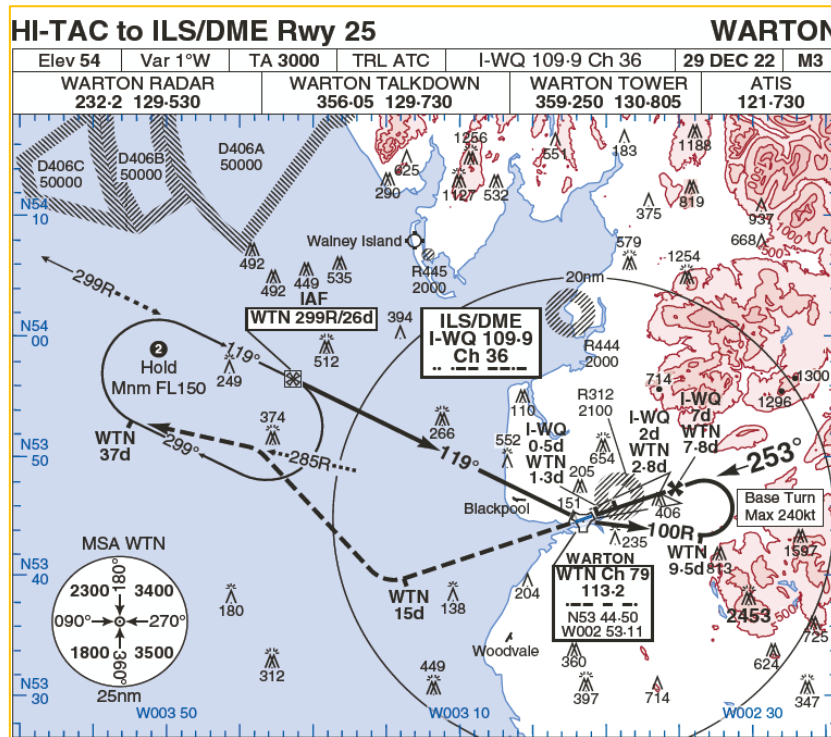 HI-TAC to ILS/DME Rwy 25
WARTON
Elev 54
Var 1°W
TA 3000
TRL ATC
I-WQ 109·9 Ch 36
29 DEC 22
M3
WARTON RADAR
232·2 129·530
WARTON TALKDOWN
356·05 129·730
WARTON TOWER
359·250 130·805
ATIS
121·730
D406C
50000
D406B
50000
D406A
50000
625
290
1256
1127
532
551
183
1188
819
375
937
668
500
N54
10
Walney Island
R445
2000
579
1254
492
492
449
535
20nm
299R
IAF
WTN 299R/26d
394
ILS/DME
I-WQ 109·9
Ch 36
R444
2000
N54
00
2
Hold
Mnm FL150
119°
249
512
714
1300
1296
R312
2100
110
I-WQ
0·5d
WTN
1·3d
I-WQ
2d
WTN
2·8d
I-WQ
7d
WTN
7·8d
374
266
552
654
253°
WTN
37d
299°
285R
119°
205
N53
50
Blackpool
151
406
Base Turn
Max 240kt
235
100R
WTN
9·5d
813
1597
MSA WTN
180°
2300
3400
090°
270°
1800
3500
360°
25nm
N53
40
180
WTN
15d
138
204
WARTON
WTN Ch 79
113·2
N53 44·50
W002 53·11
2453
500
725
Woodvale
360
624
312
449
397
714
347
N53
30
W003 50
W003 10
W002 30